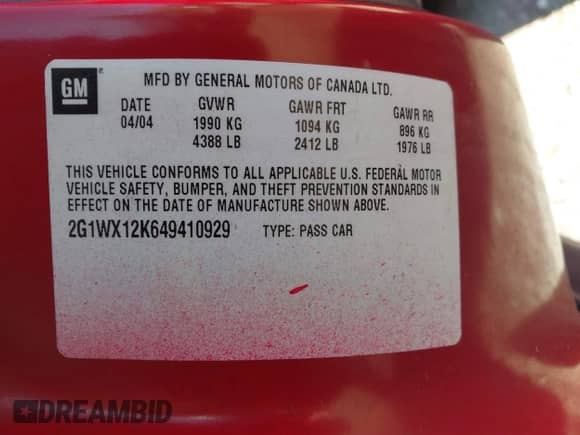 GM
MFD BY GENERAL MOTORS OF CANADA LTD.
DATE GVWR GAWR FRT GAWR RR
04/04 1990 KG 1094 KG 896 KG
4388 LB 2412 LB 1976 LB
THIS VEHICLE CONFORMS TO ALL APPLICABLE U.S. FEDERAL MOTOR
VEHICLE SAFETY, BUMPER, AND THEFT PREVENTION STANDARDS IN
EFFECT ON THE DATE OF MANUFACTURE SHOWN ABOVE.
2G1WX12K649410929 TYPE: PASS CAR
DREAMBID